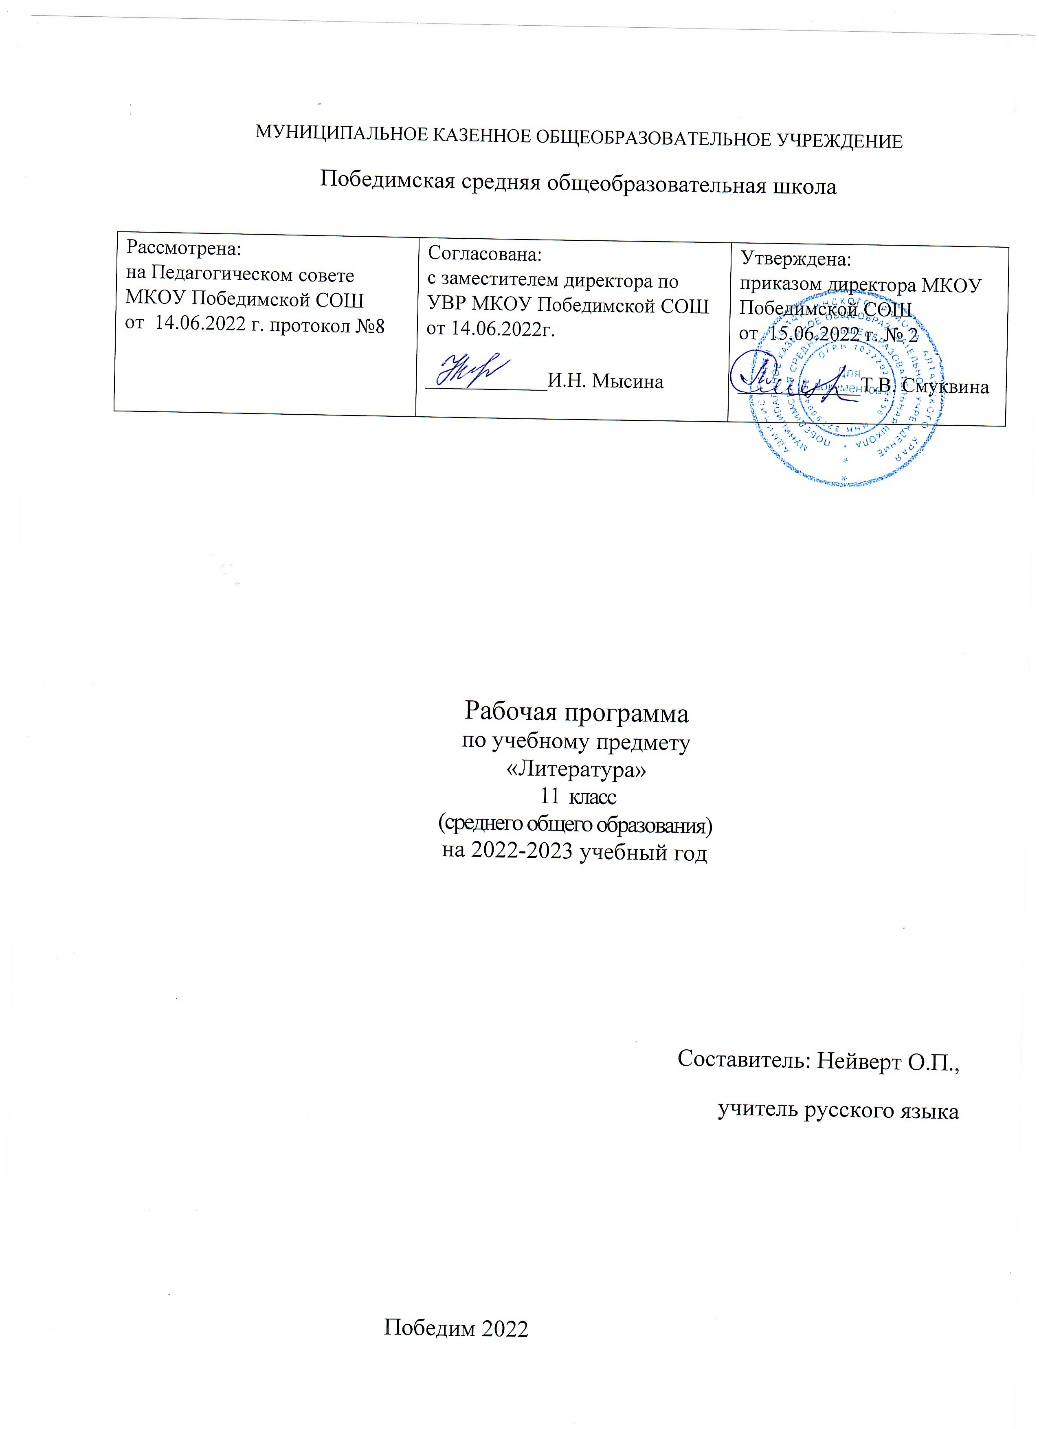 МУНИЦИПАЛЬНОЕ КАЗЕННОЕ ОБЩЕОБРАЗОВАТЕЛЬНОЕ УЧРЕЖДЕНИЕ
Победимская средняя общеобразовательная школа
Рассмотрена:
на Педагогическом совете
МКОУ Победимской СОШ
от 14.06.2022 г. протокол №8
Согласована:
с заместителем директора по
УВР МКОУ Победимской СОШ
от 14.06.2022г.
И.Н. Мысина
Утверждена:
приказом директора МКОУ
Победимской СОШ
от 15.06.2022 г. № 2
Т.В. Смуквина
для
документов
Рабочая программа
по учебному предмету
«Литература»
11 класс
(среднего общего образования)
на 2022-2023 учебный год
Составитель: Нейверт О.П.,
учитель русского языка
Победим 2022